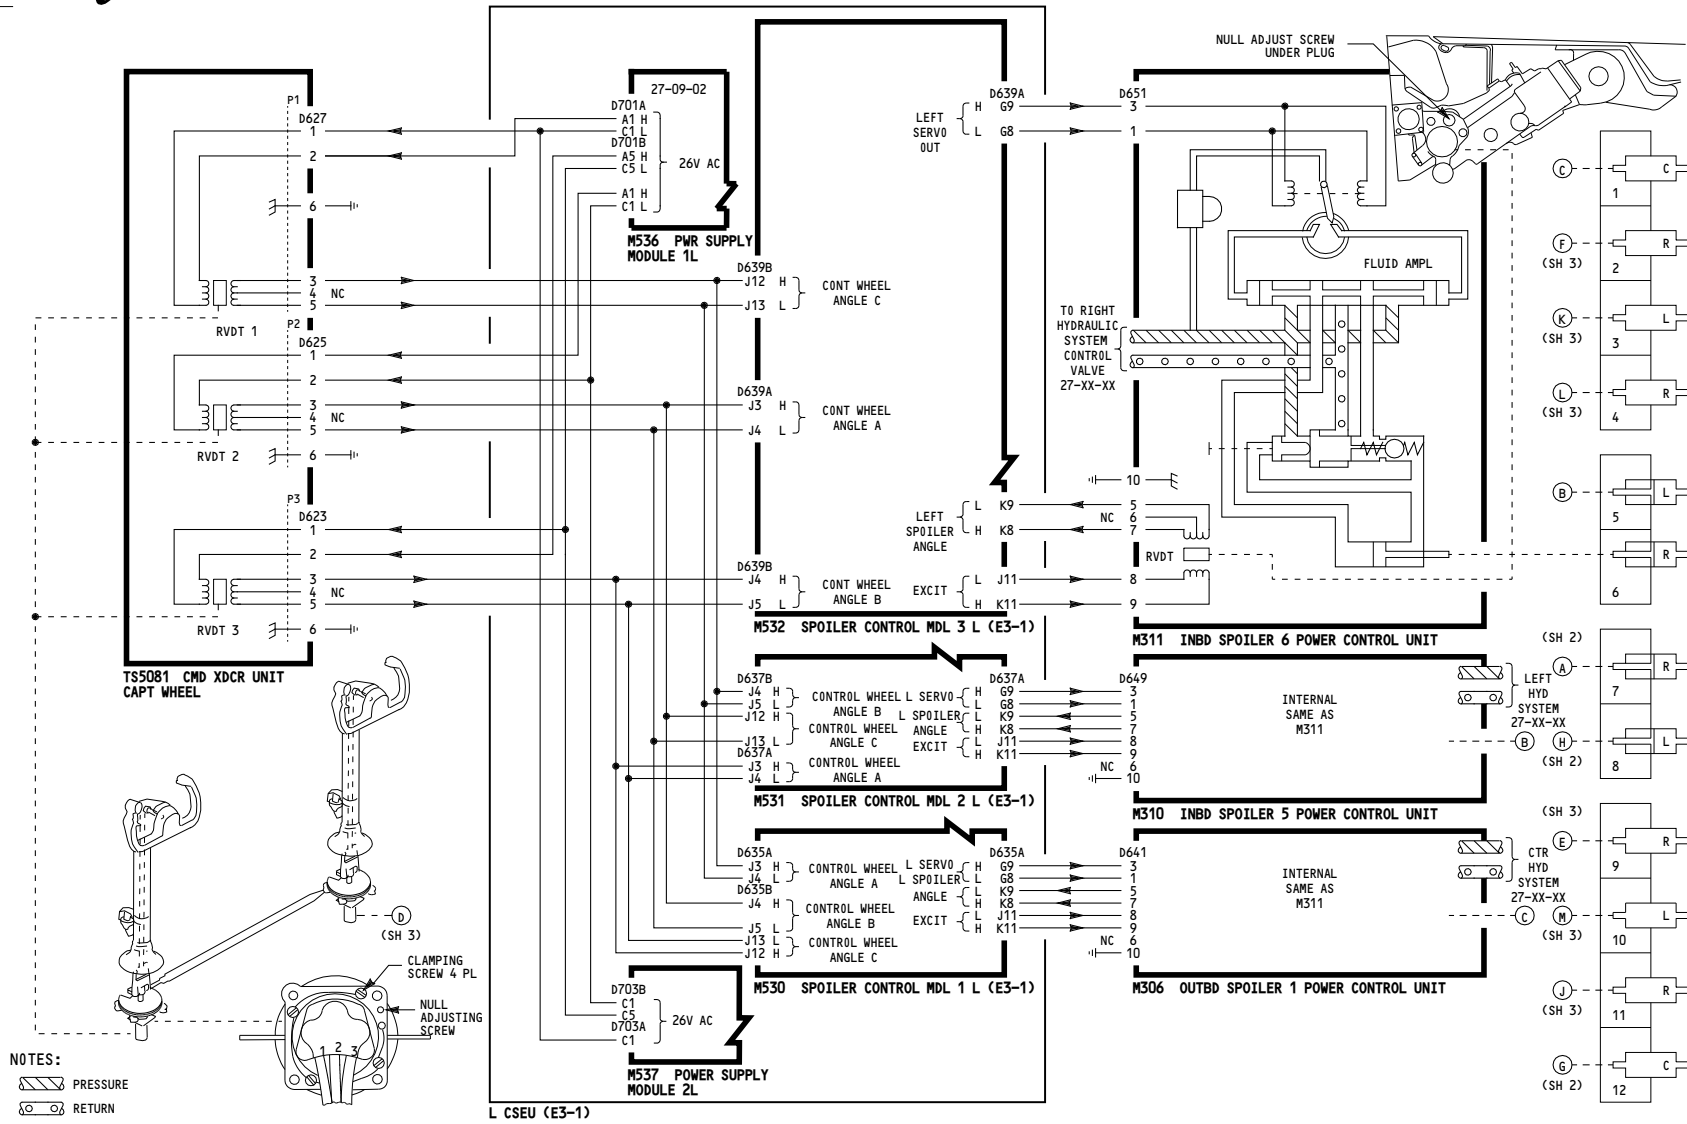 NULL ADJUST SCREW
UNDER PLUG
P1
D627
1
2
6
3
4 NC
5
RVDT 1
P2
D625
1
2
3
4 NC
5
RVDT 2
6
P3
D623
1
2
3
4 NC
5
RVDT 3
6
TS5081 CMD XDCR UNIT
CAPT WHEEL
27-09-02
D701A
A1 H
C1 L
D701B
A5 H
C5 L
26V AC
A1 H
C1 L
M536 PWR SUPPLY
MODULE 1L
D639B
J12 H
J13 L
CONT WHEEL
ANGLE C
D639A
J3 H
J4 L
CONT WHEEL
ANGLE A
D639B
J4 H
J5 L
CONT WHEEL
ANGLE B
D639A
LEFT
SERVO
OUT
H G9
L G8
LEFT
SPOILER
ANGLE
L K9
H K8
EXCIT
L J11
H K11
M532 SPOILER CONTROL MDL 3 L (E3-1)
D651
3
1
FLUID AMPL
TO RIGHT
HYDRAULIC
SYSTEM
CONTROL
VALVE
27-XX-XX
10
5
NC 6
7
RVDT
8
9
M311 INBD SPOILER 6 POWER CONTROL UNIT
D637B
J4 H
J5 L
CONTROL WHEEL
ANGLE B
J12 H
J13 L
CONTROL WHEEL
ANGLE C
D637A
J3 H
J4 L
CONTROL WHEEL
ANGLE A
D637A
L SERVO
H G9
L G8
L SPOILER
ANGLE
L K9
H K8
EXCIT
L J11
H K11
M531 SPOILER CONTROL MDL 2 L (E3-1)
D649
3
1
5
7
8
9
NC 6
10
INTERNAL
SAME AS
M311
LEFT
HYD
SYSTEM
27-XX-XX
B
M310 INBD SPOILER 5 POWER CONTROL UNIT
D635A
J3 H
J4 L
CONTROL WHEEL
ANGLE A
D635B
J4 H
J5 L
CONTROL WHEEL
ANGLE B
J13 L
J12 H
CONTROL WHEEL
ANGLE C
D635A
L SERVO
H G9
L G8
L SPOILER
ANGLE
L K9
H K8
EXCIT
L J11
H K11
M530 SPOILER CONTROL MDL 1 L (E3-1)
D641
3
1
5
7
8
9
NC 6
10
INTERNAL
SAME AS
M311
CTR
HYD
SYSTEM
27-XX-XX
C
M306 OUTBD SPOILER 1 POWER CONTROL UNIT
D703B
C1
C5
D703A
C1
26V AC
M537 POWER SUPPLY
MODULE 2L
L CSEU (E3-1)
D
(SH 3)
CLAMPING
SCREW 4 PL
NULL
ADJUSTING
SCREW
1 2 3
NOTES:
PRESSURE
RETURN
C
C
1
F
(SH 3)
R
2
K
(SH 3)
L
3
L
(SH 3)
R
4
B
L
5
R
6
(SH 2)
A
R
7
H
(SH 2)
L
8
(SH 3)
E
R
9
M
(SH 3)
L
10
J
(SH 3)
R
11
G
(SH 2)
C
12